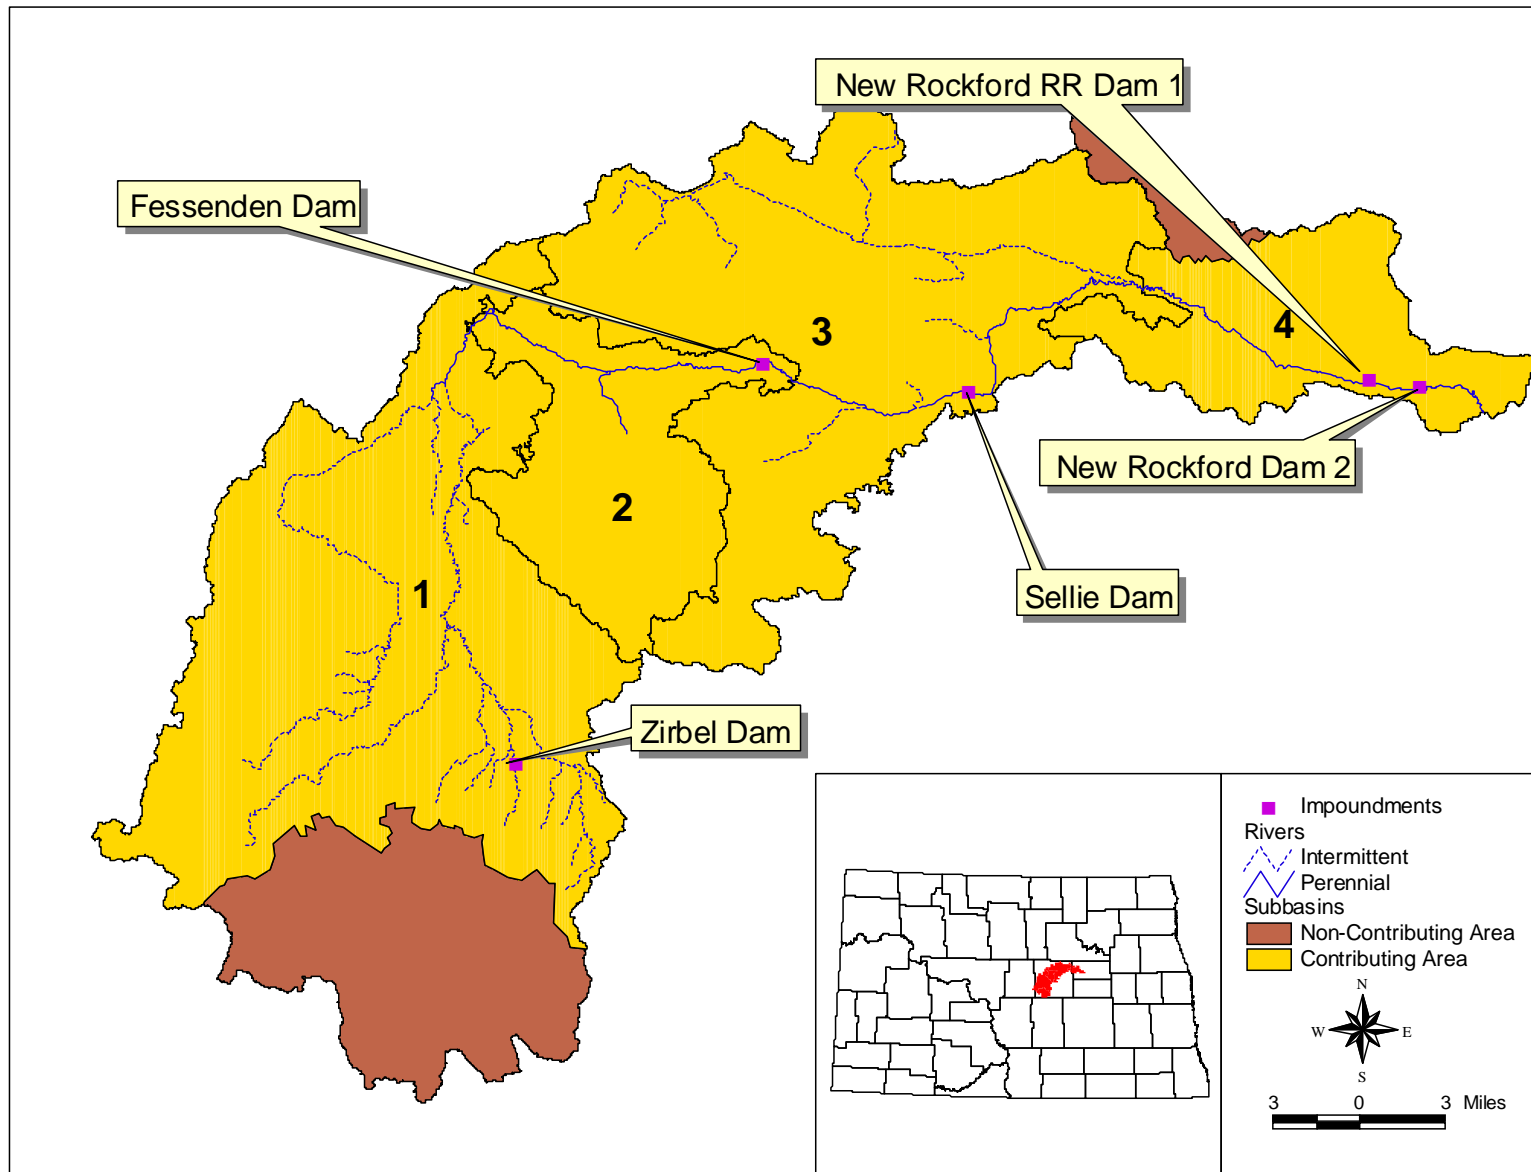 New Rockford RR Dam 1
Fessenden Dam
3
4
New Rockford Dam 2
2
1
Sellie Dam
Zirbel Dam
Impoundments
Rivers
Intermittent
Perennial
Subbasins
Non-Contributing Area
Contributing Area
N
W E
S
3 0 3 Miles